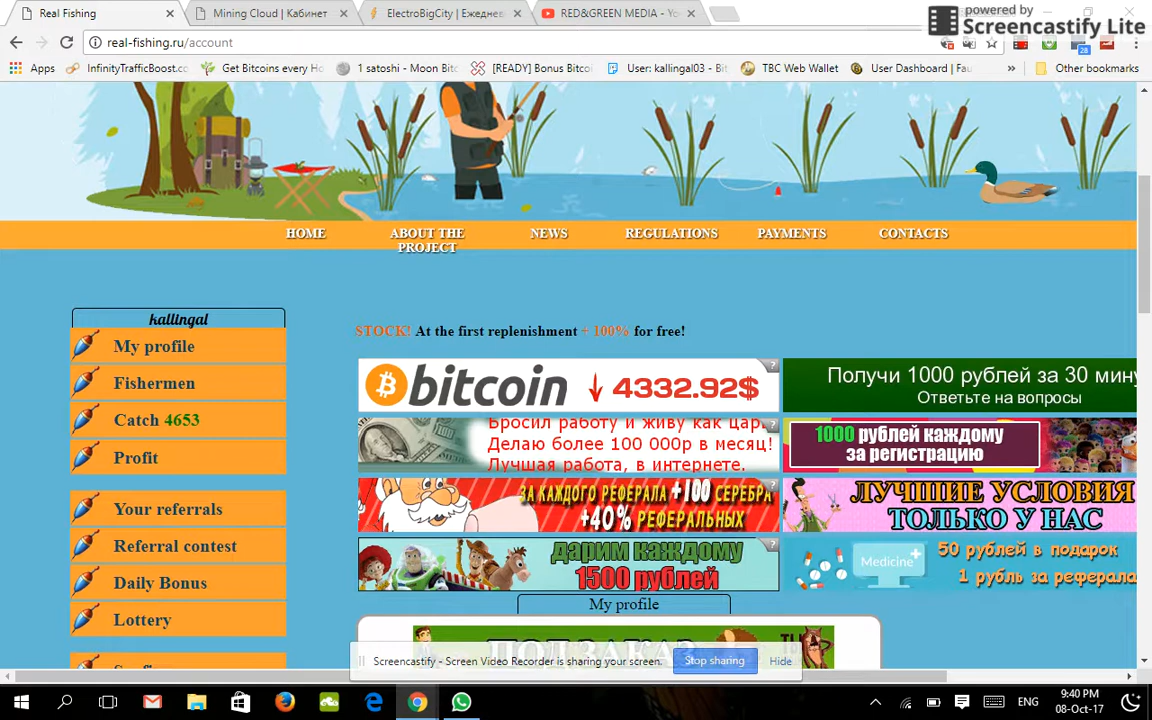 Real Fishing
Mining Cloud | Кабинет
ElectroBigCity | Ежеднев
RED&GREEN MEDIA - Yo
powered by
Screencastify Lite
real-fishing.ru/account
28
Apps
InfinityTrafficBoost.co
Get Bitcoins every Ho
1 satoshi - Moon Bit
[READY] Bonus Bitco
User: kallingal03 - Bit
TBC Web Wallet
User Dashboard | Fau
»
Other bookmarks
HOME
ABOUT THE
PROJECT
NEWS
REGULATIONS
PAYMENTS
CONTACTS
kallingal
My profile
Fishermen
Catch 4653
Profit
Your referrals
Referral contest
Daily Bonus
Lottery
STOCK! At the first replenishment + 100% for free!
bitcoin 4332.92$
Получи 1000 рублей за 30 мину
Ответьте на вопросы
Бросил работу и живу как царь
Делаю более 100 000р в месяц!
Лучшая работа, в интернете.
1000 рублей каждому
за регистрацию
ЗА КАЖДОГО РЕФЕРАЛА +100 СЕРЕБРА
+40% РЕФЕРАЛЬНЫХ
ЛУЧШИЕ УСЛОВИЯ
ТОЛЬКО У НАС
ДАРИМ КАЖДОМУ
1500 рублей
Medicine
50 рублей в подарок
1 рубль за реферала
My profile
ПОД ЗАКАЗ
Screencastify - Screen Video Recorder is sharing your screen.
Stop sharing
Hide
ENG
9:40 PM
08-Oct-17